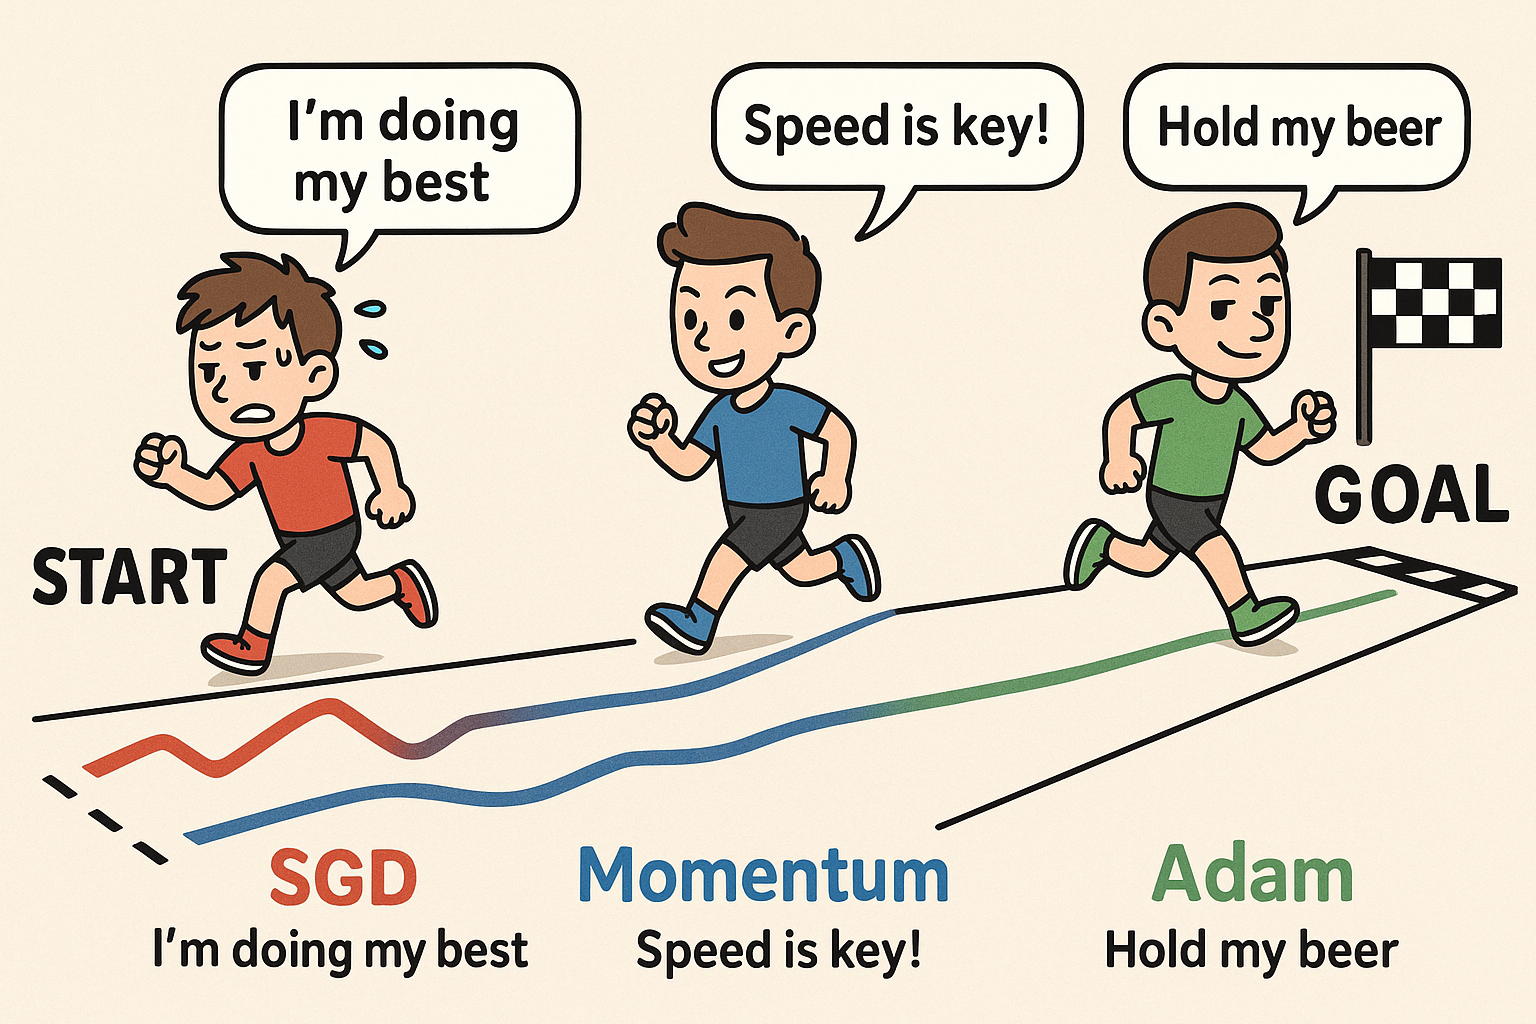 I'm doing
my best
Speed is key!
Hold my beer
START
GOAL
SGD
I'm doing my best
Momentum
Speed is key!
Adam
Hold my beer